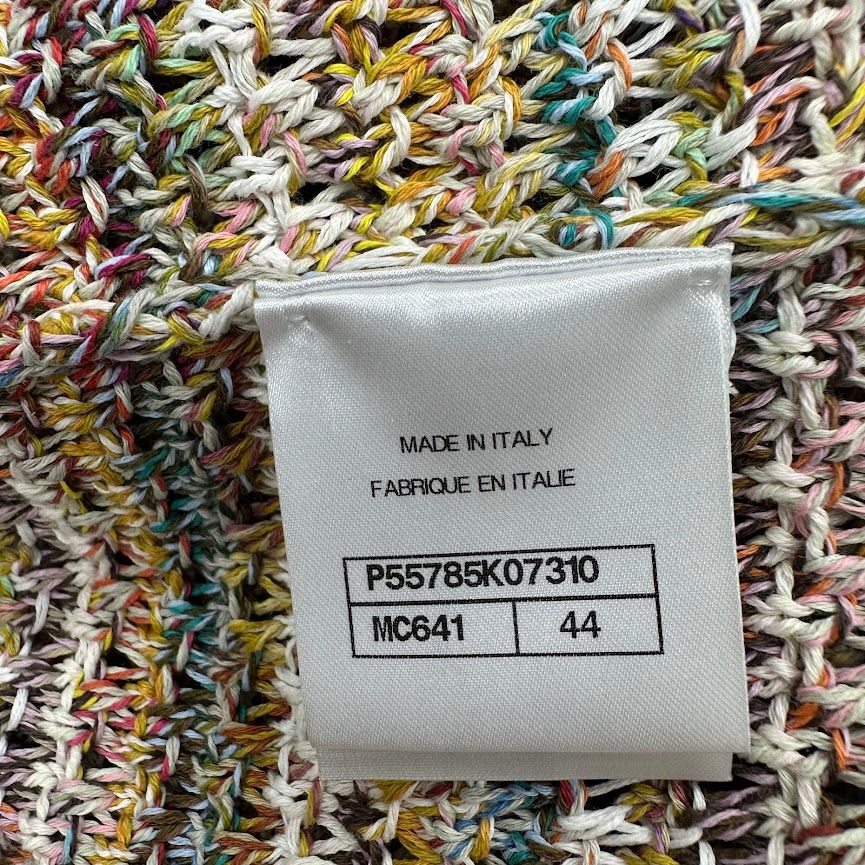 MADE IN ITALY
FABRIQUE EN ITALIE
P55785K07310
MC641 44